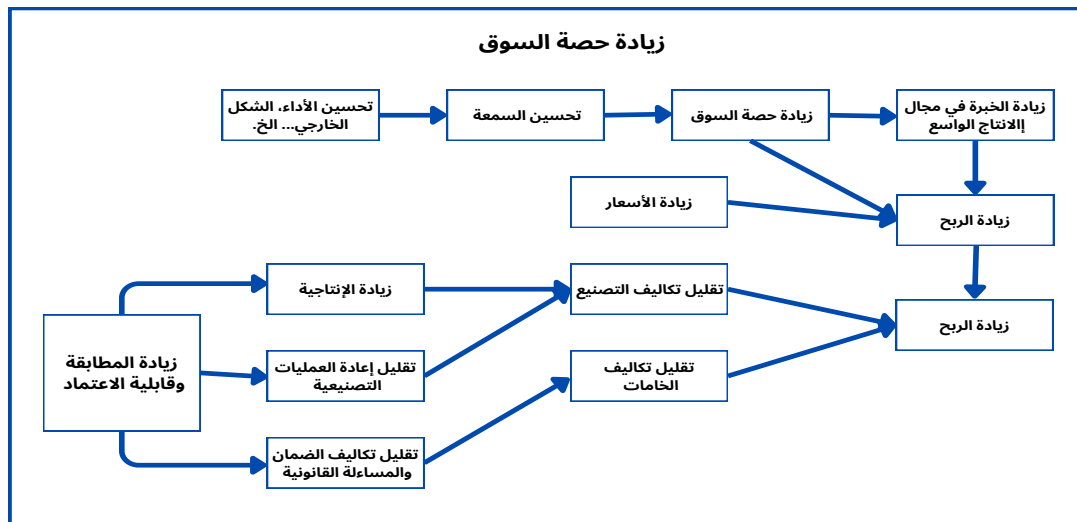 زيادة حصة السوق
تحسين الأداء، الشكل
الخارجي... الخ.
تحسين السمعة
زيادة حصة السوق
زيادة الخبرة في مجال
إالانتاج الواسع
زيادة الأسعار
زيادة الربح
زيادة الإنتاجية
تقليل تكاليف التصنيع
زيادة الربح
زيادة المطابقة
وقابلية الاعتماد
تقليل إعادة العمليات
التصنيعية
تقليل تكاليف
الخامات
تقليل تكاليف الضمان
والمساءلة القانونية